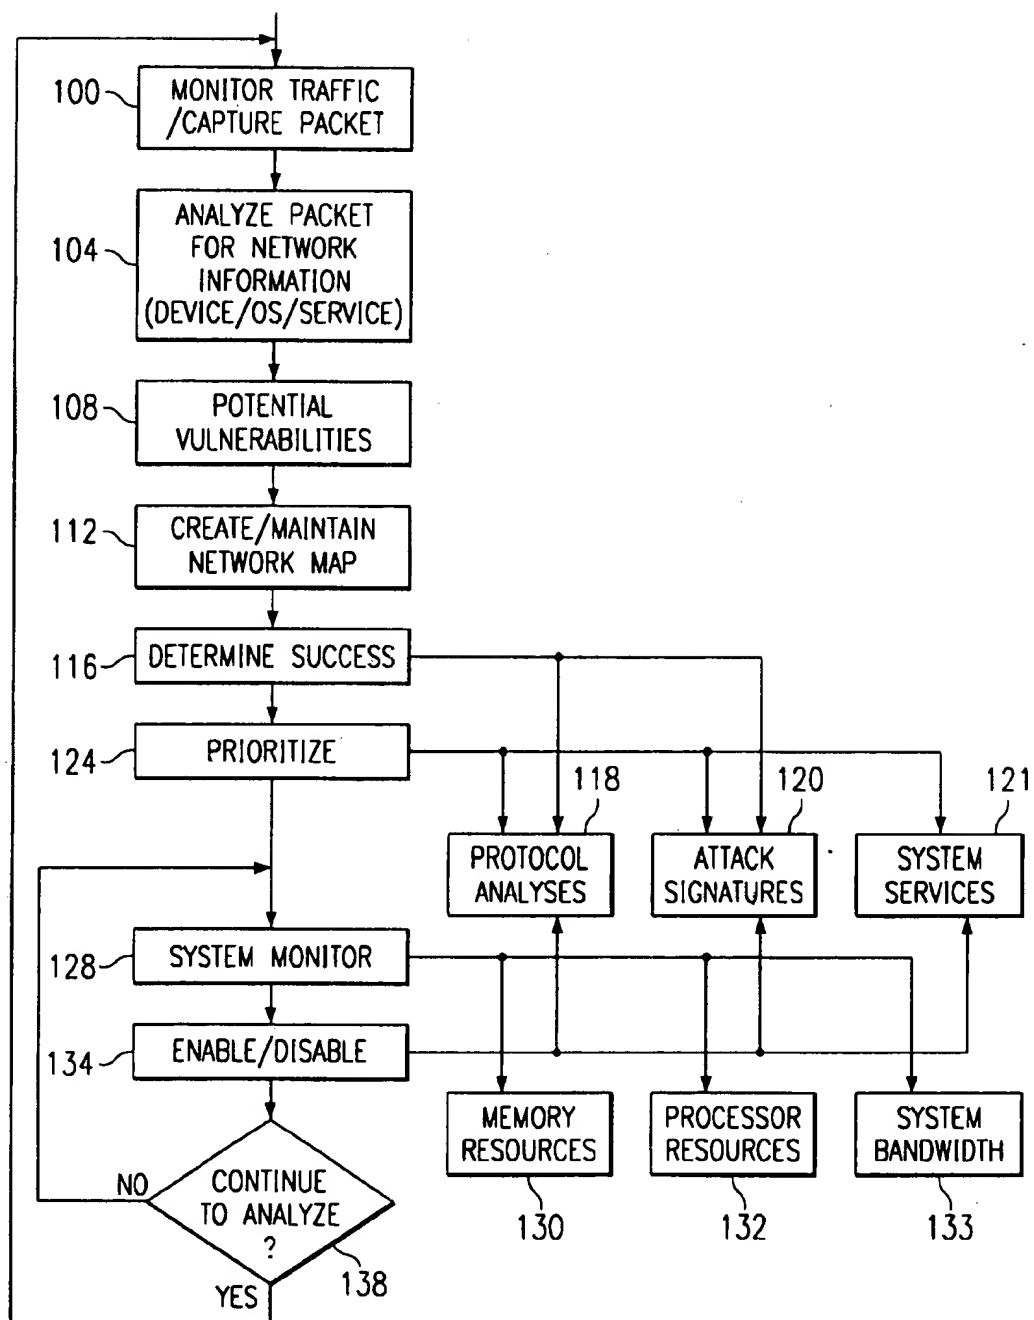 100
MONITOR TRAFFIC
/CAPTURE PACKET
104
ANALYZE PACKET
FOR NETWORK
INFORMATION
(DEVICE/OS/SERVICE)
108
POTENTIAL
VULNERABILITIES
112
CREATE/MAINTAIN
NETWORK MAP
116
DETERMINE SUCCESS
124
PRIORITIZE
118
120
121
PROTOCOL
ANALYSES
ATTACK
SIGNATURES
SYSTEM
SERVICES
128
SYSTEM MONITOR
134
ENABLE/DISABLE
MEMORY
RESOURCES
PROCESSOR
RESOURCES
SYSTEM
BANDWIDTH
130
132
133
NO
CONTINUE
TO ANALYZE
?
138
YES